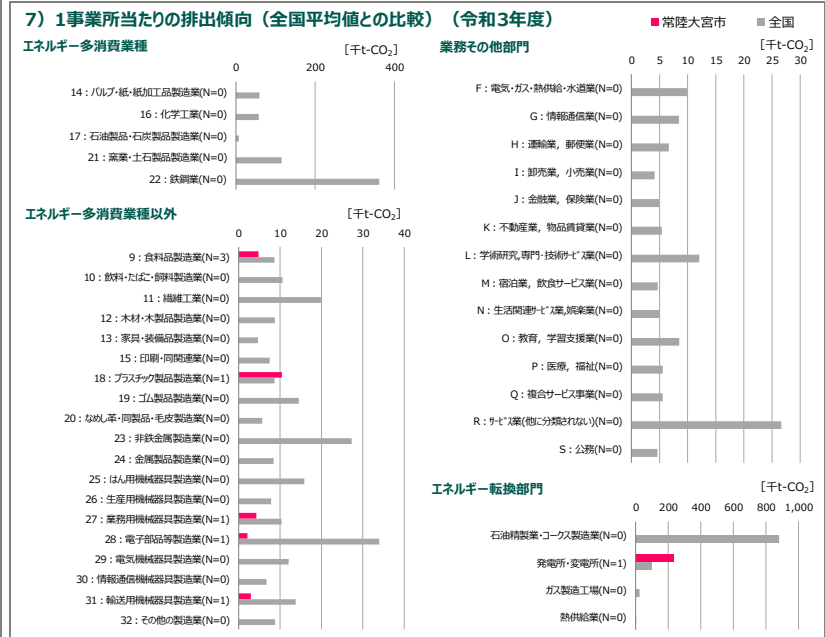 7）1事業所当たりの排出傾向（全国平均値との比較）（令和3年度）
■常陸大宮市 ■全国
エネルギー多消費業種
［千t-CO₂］
0 200 400
14：パルプ・紙・紙加工品製造業(N=0)
16：化学工業(N=0)
17：石油製品・石炭製品製造業(N=0)
21：窯業・土石製品製造業(N=0)
22：鉄鋼業(N=0)
エネルギー多消費業種以外
［千t-CO₂］
0 10 20 30 40
9：食料品製造業(N=3)
10：飲料・たばこ・飼料製造業(N=0)
11：繊維工業(N=0)
12：木材・木製品製造業(N=0)
13：家具・装備品製造業(N=0)
15：印刷・同関連業(N=0)
18：プラスチック製品製造業(N=1)
19：ゴム製品製造業(N=0)
20：なめし革・同製品・毛皮製造業(N=0)
23：非鉄金属製造業(N=0)
24：金属製品製造業(N=0)
25：はん用機械器具製造業(N=0)
26：生産用機械器具製造業(N=0)
27：業務用機械器具製造業(N=1)
28：電子部品等製造業(N=1)
29：電気機械器具製造業(N=0)
30：情報通信機械器具製造業(N=0)
31：輸送用機械器具製造業(N=1)
32：その他の製造業(N=0)
業務その他部門
［千t-CO₂］
0 5 10 15 20 25 30
F：電気・ガス・熱供給・水道業(N=0)
G：情報通信業(N=0)
H：運輸業，郵便業(N=0)
I：卸売業，小売業(N=0)
J：金融業，保険業(N=0)
K：不動産業，物品賃貸業(N=0)
L：学術研究,専門・技術サービス業(N=0)
M：宿泊業，飲食サービス業(N=0)
N：生活関連サービス業,娯楽業(N=0)
O：教育，学習支援業(N=0)
P：医療，福祉(N=0)
Q：複合サービス事業(N=0)
R：サービス業(他に分類されない)(N=0)
S：公務(N=0)
エネルギー転換部門
［千t-CO₂］
0 200 400 600 800 1,000
石油精製業・コークス製造業(N=0)
発電所・変電所(N=1)
ガス製造工場(N=0)
熱供給業(N=0)